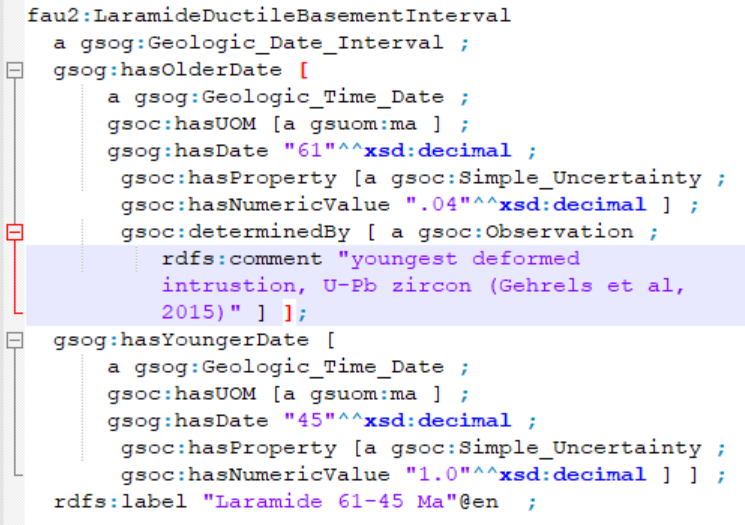 fau2:LaramideDuctileBasementInterval
a gsog:Geologic_Date_Interval ;
gsog:hasOlderDate [
a gsog:Geologic_Time_Date ;
gsoc:hasUOM [a gsuom:ma ] ;
gsog:hasDate "61"^^xsd:decimal ;
gsoc:hasProperty [a gsoc:Simple_Uncertainty ;
gsoc:hasNumericValue ".04"^^xsd:decimal ] ;
gsoc:determinedBy [ a gsoc:Observation ;
rdfs:comment "youngest deformed
intrustion, U-Pb zircon (Gehrels et al,
2015)" ] ];
gsog:hasYoungerDate [
a gsog:Geologic_Time_Date ;
gsoc:hasUOM [a gsuom:ma ] ;
gsog:hasDate "45"^^xsd:decimal ;
gsoc:hasProperty [a gsoc:Simple_Uncertainty ;
gsoc:hasNumericValue "1.0"^^xsd:decimal ] ] ;
rdfs:label "Laramide 61-45 Ma"@en ;